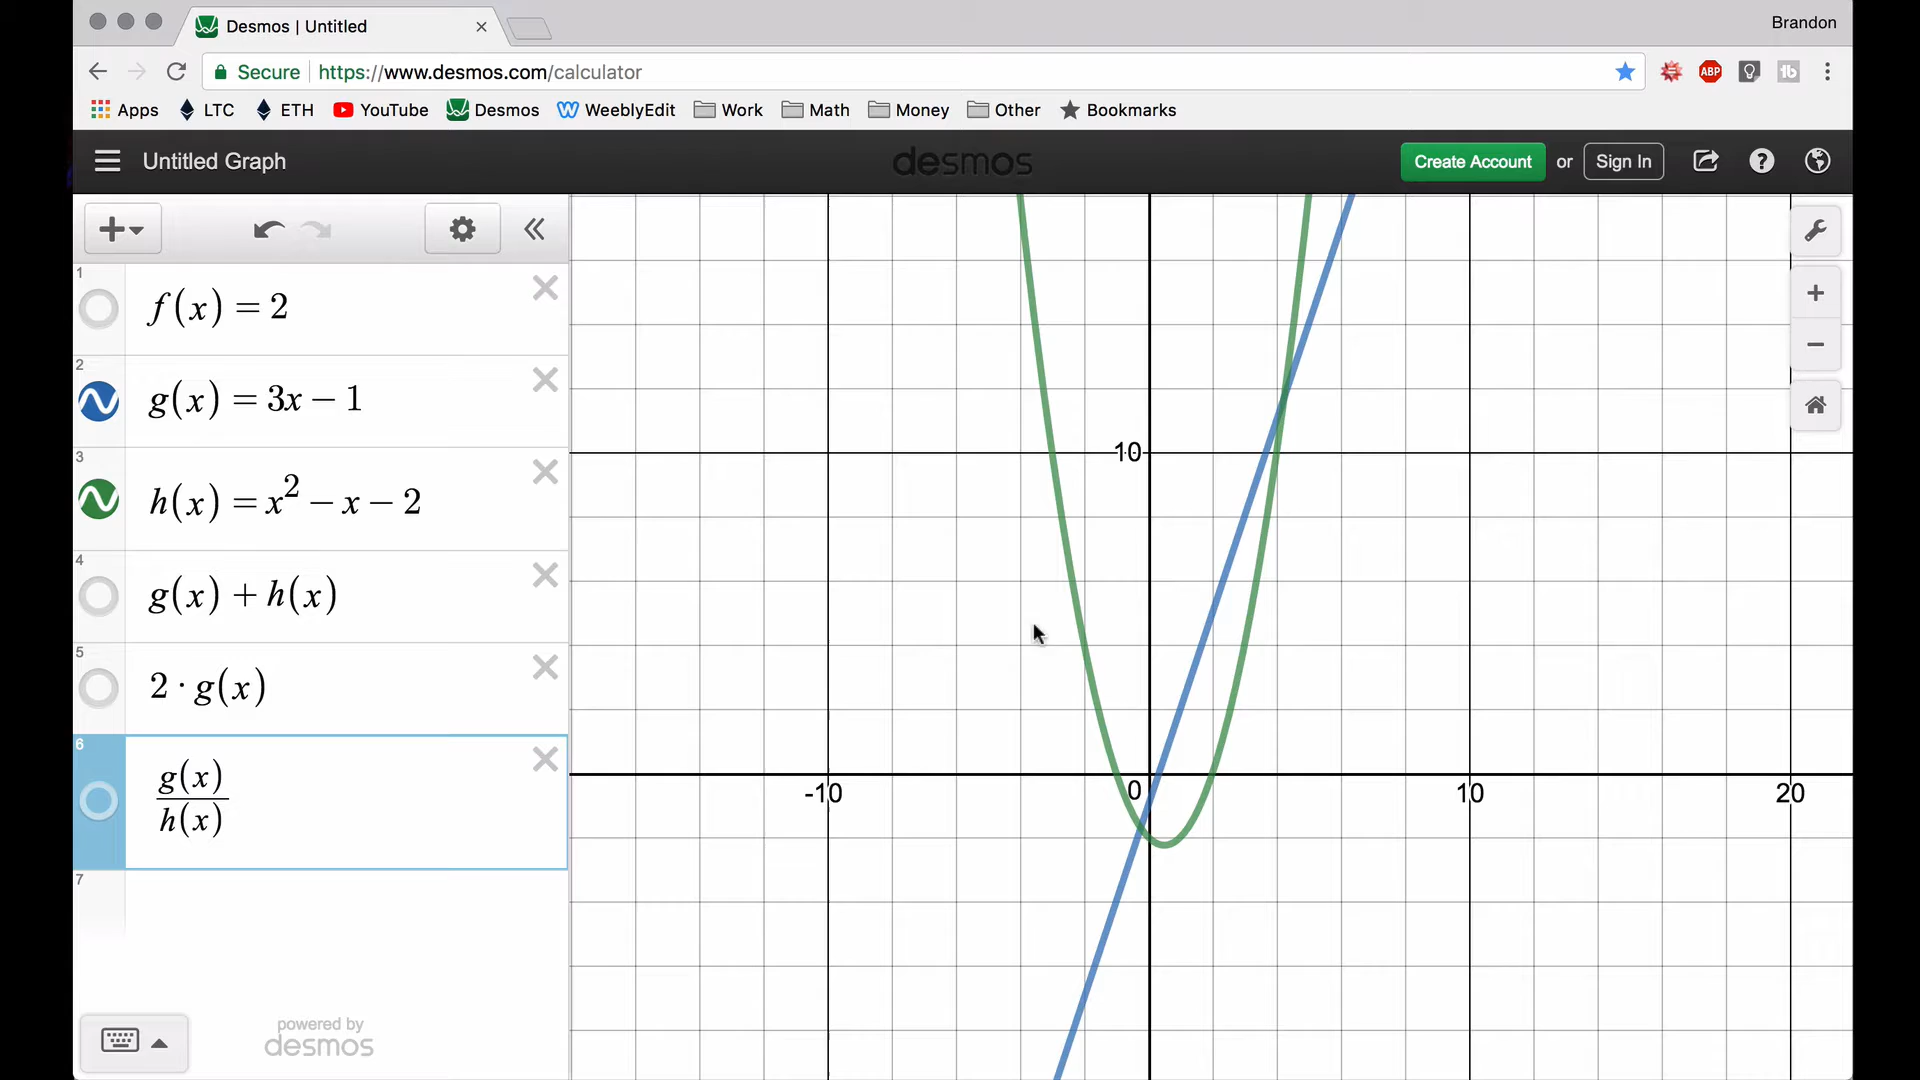 Desmos | Untitled
Brandon
Secure https://www.desmos.com/calculator
ABP
Apps LTC ETH YouTube Desmos WeeblyEdit Work Math Money Other Bookmarks
Untitled Graph desmos Create Account or Sign In
1 f(x) = 2
2 g(x) = 3x − 1
3 h(x) = x² − x − 2
4 g(x) + h(x)
5 2 · g(x)
6 g(x)
h(x)
7
10
-10 0 10 20
powered by
desmos